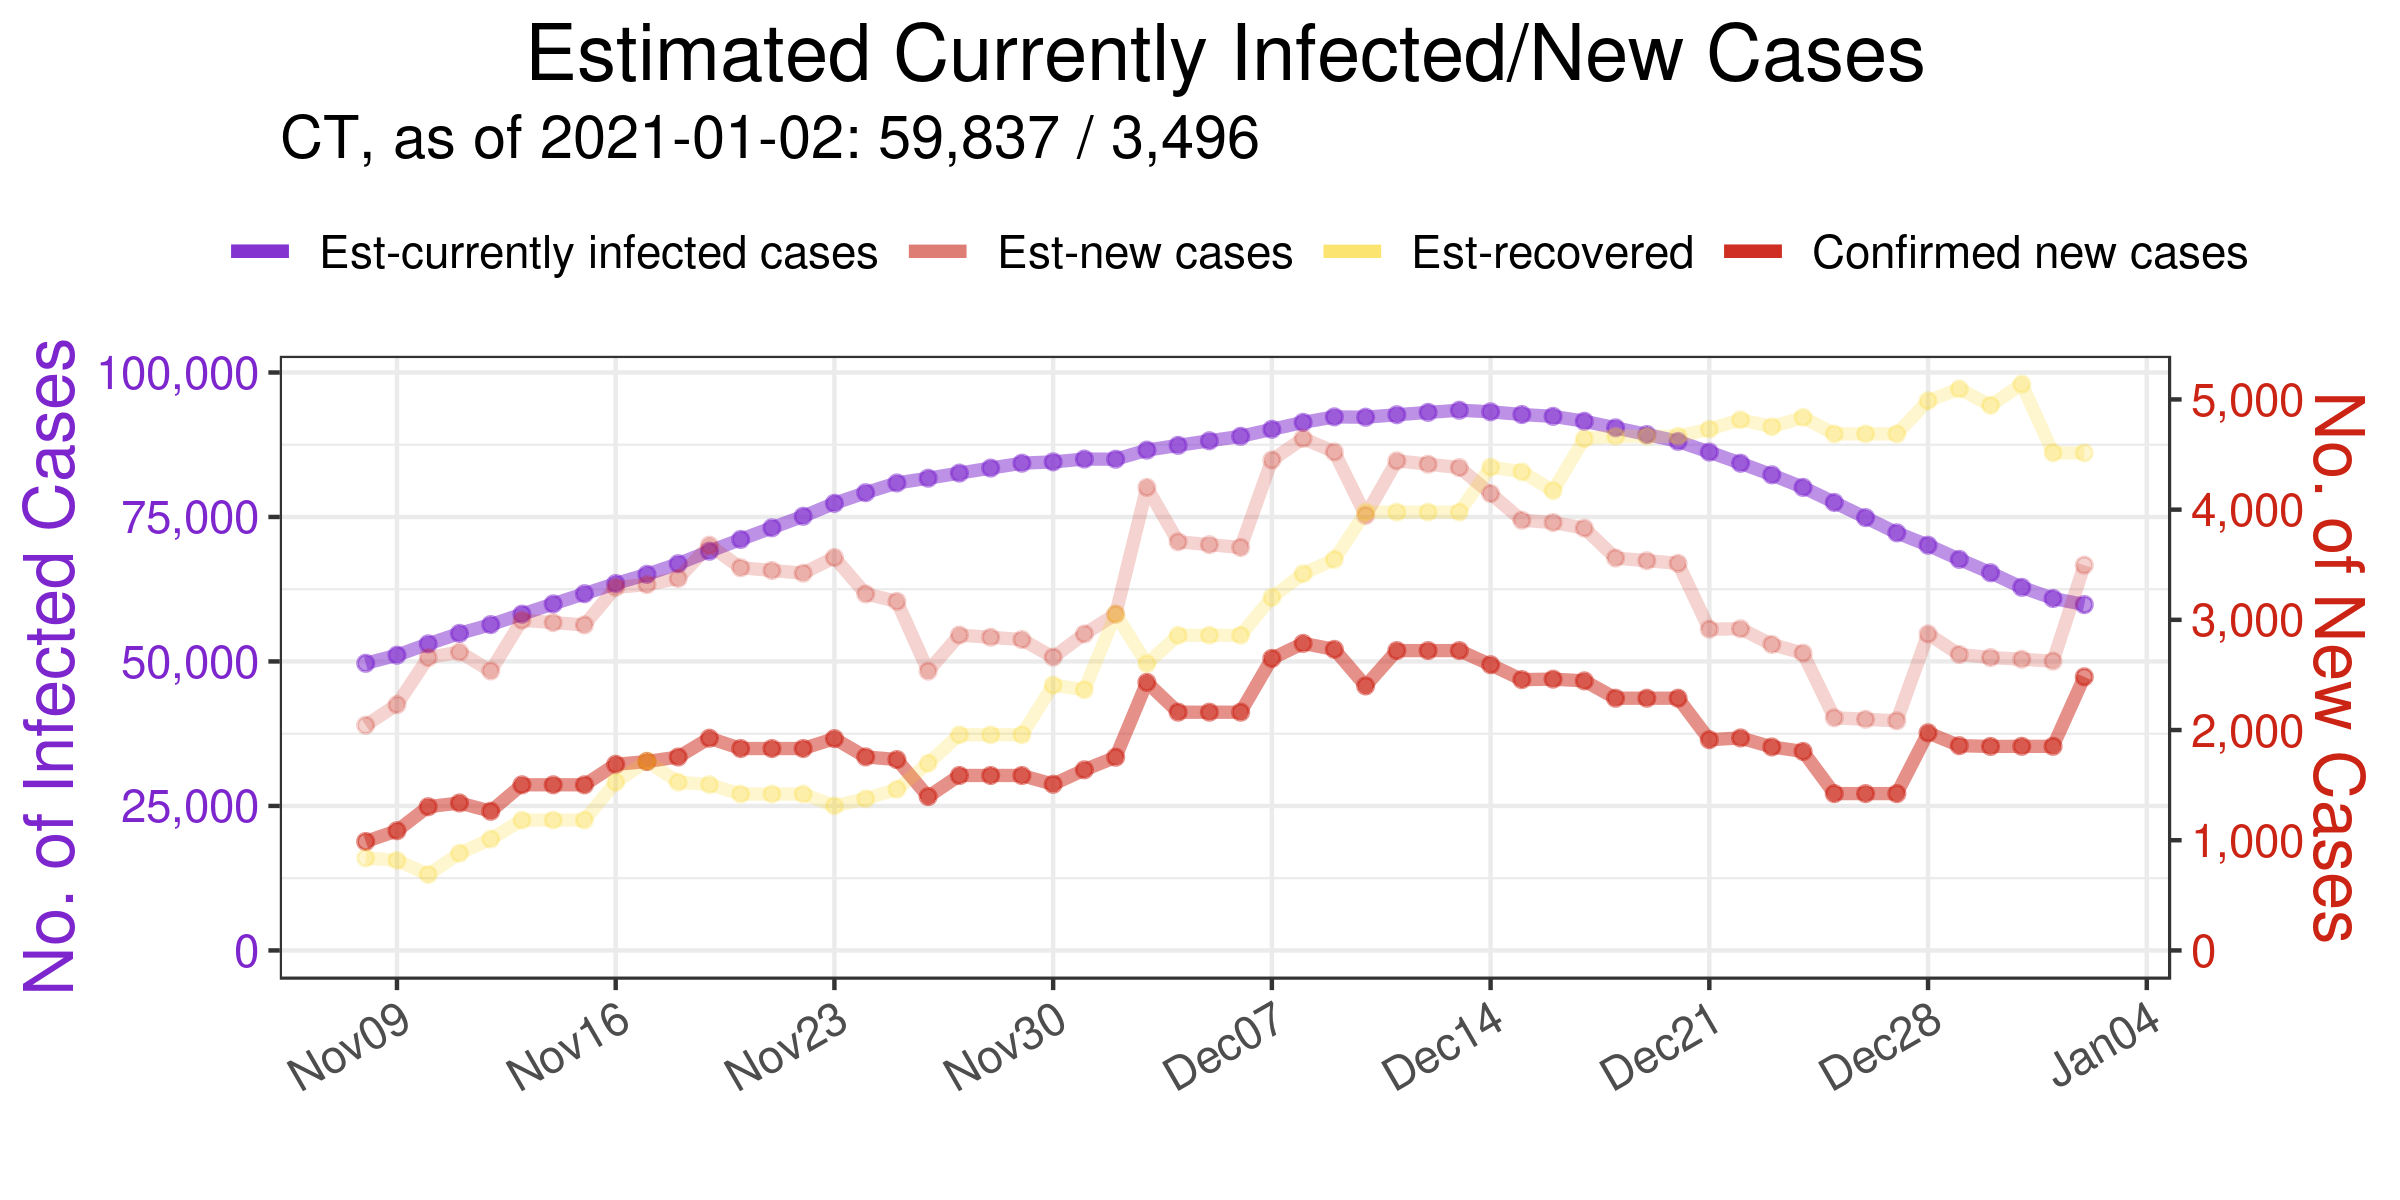 Estimated Currently Infected/New Cases
CT, as of 2021-01-02: 59,837 / 3,496
Est-currently infected cases Est-new cases Est-recovered Confirmed new cases
No. of Infected Cases
100,000
75,000
50,000
25,000
0
5,000
4,000
3,000
2,000
1,000
0
No. of New Cases
Nov09 Nov16 Nov23 Nov30 Dec07 Dec14 Dec21 Dec28 Jan04